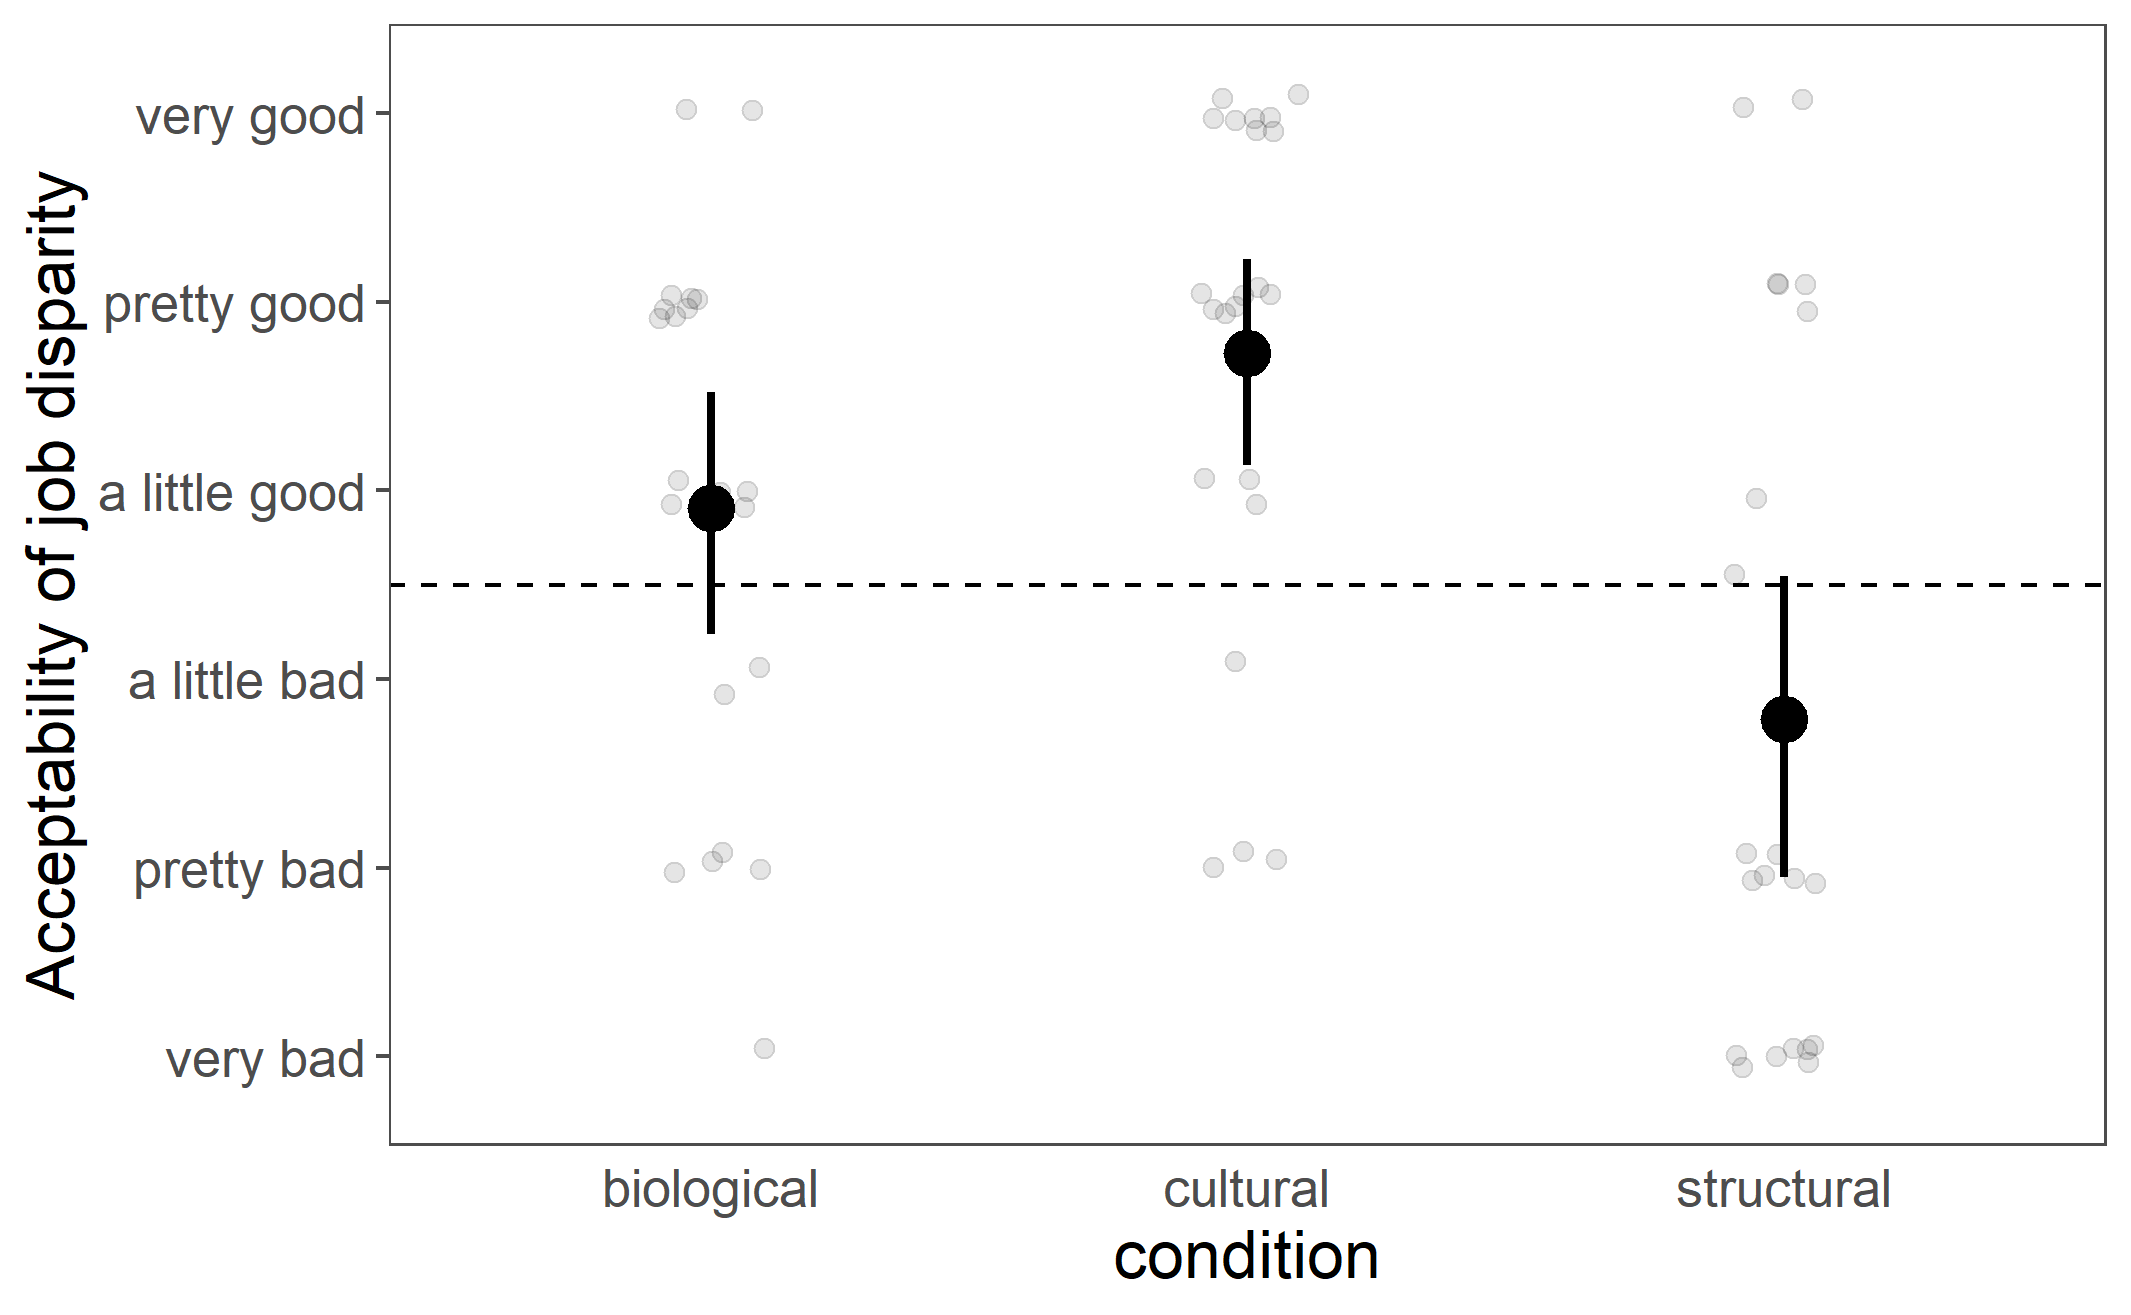 Acceptability of job disparity
very good
pretty good
a little good
a little bad
pretty bad
very bad
biological
cultural
structural
condition